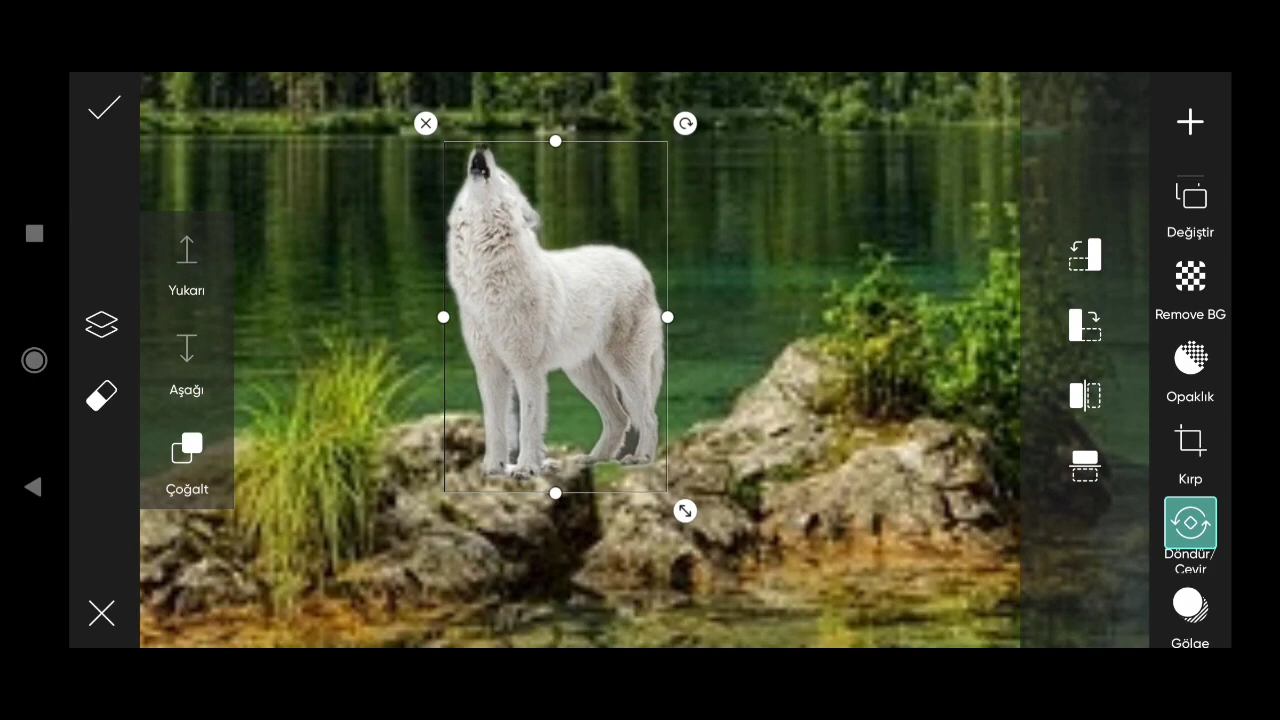 Yukarı
Aşağı
Çoğalt
Değiştir
Remove BG
Opaklık
Kırp
Döndür/
Çevir
Gölge